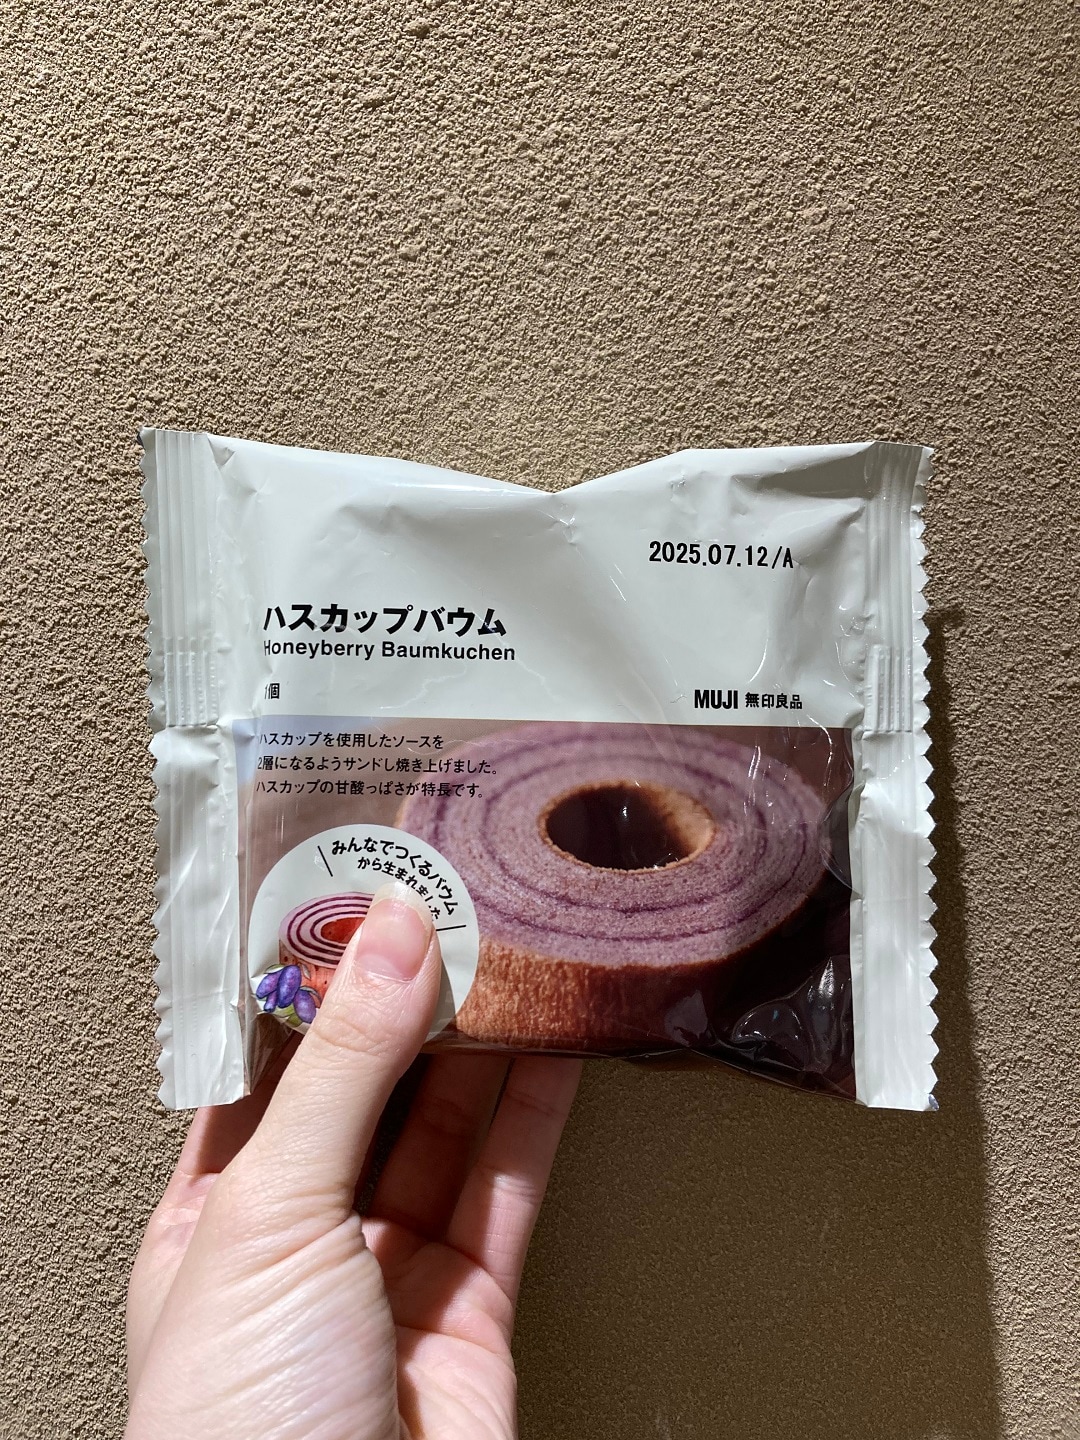 2025.07.12/A
ハスカップバウム
Honeyberry Baumkuchen
1個
MUJI 無印良品
ハスカップを使用したソースを
2層になるようサンドし焼き上げました。
ハスカップの甘酸っぱさが特長です。
みんなでつくるバウム
から生まれました